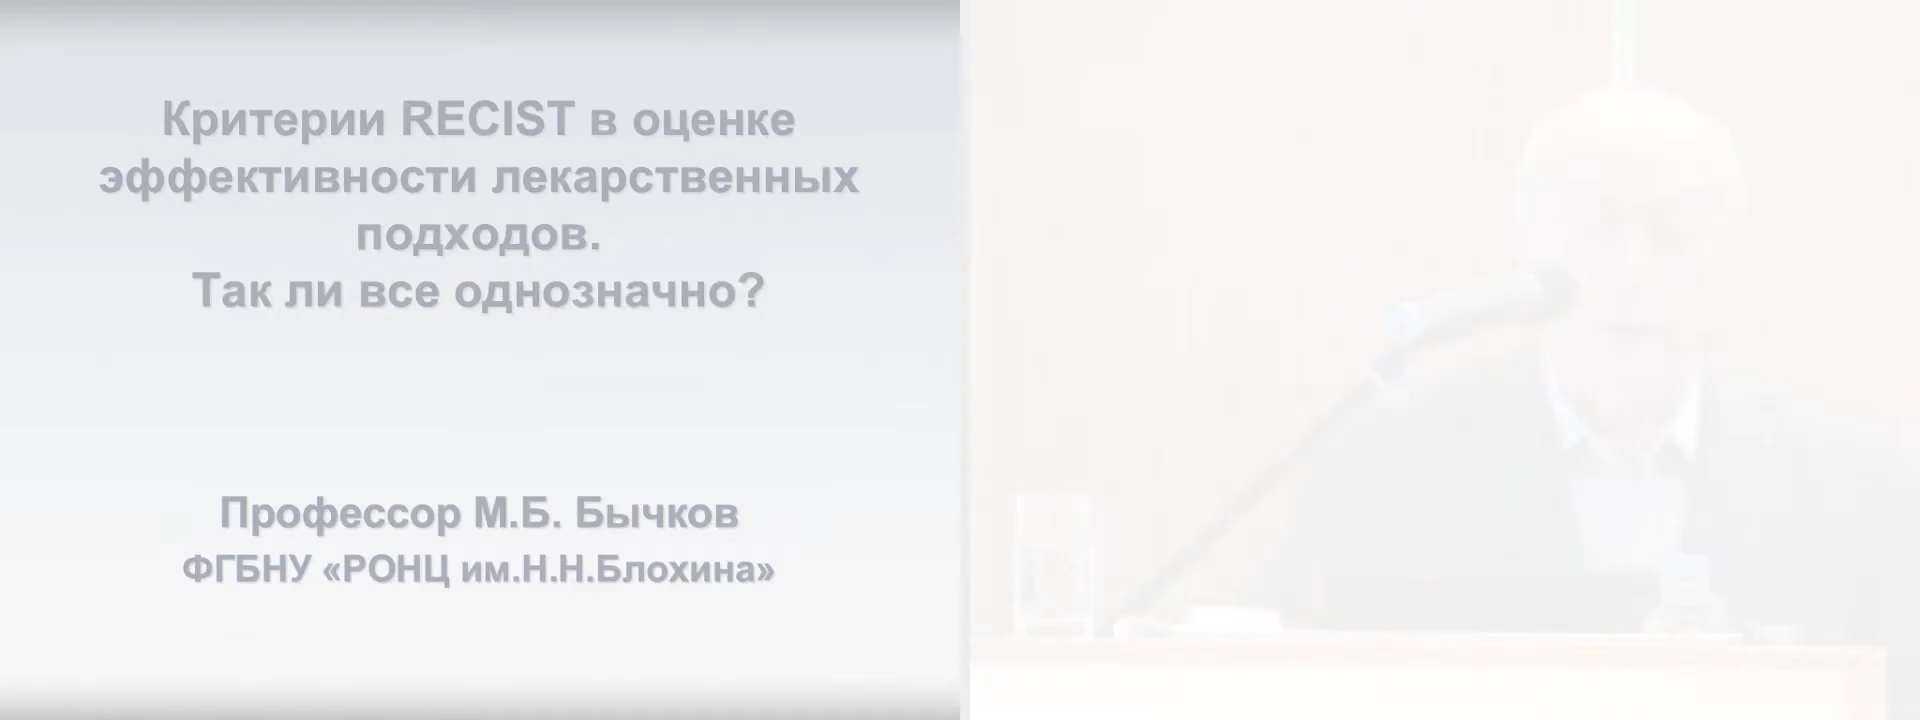 Критерии RECIST в оценке
эффективности лекарственных
подходов.
Так ли все однозначно?
Профессор М.Б. Бычков
ФГБНУ «РОНЦ им.Н.Н.Блохина»